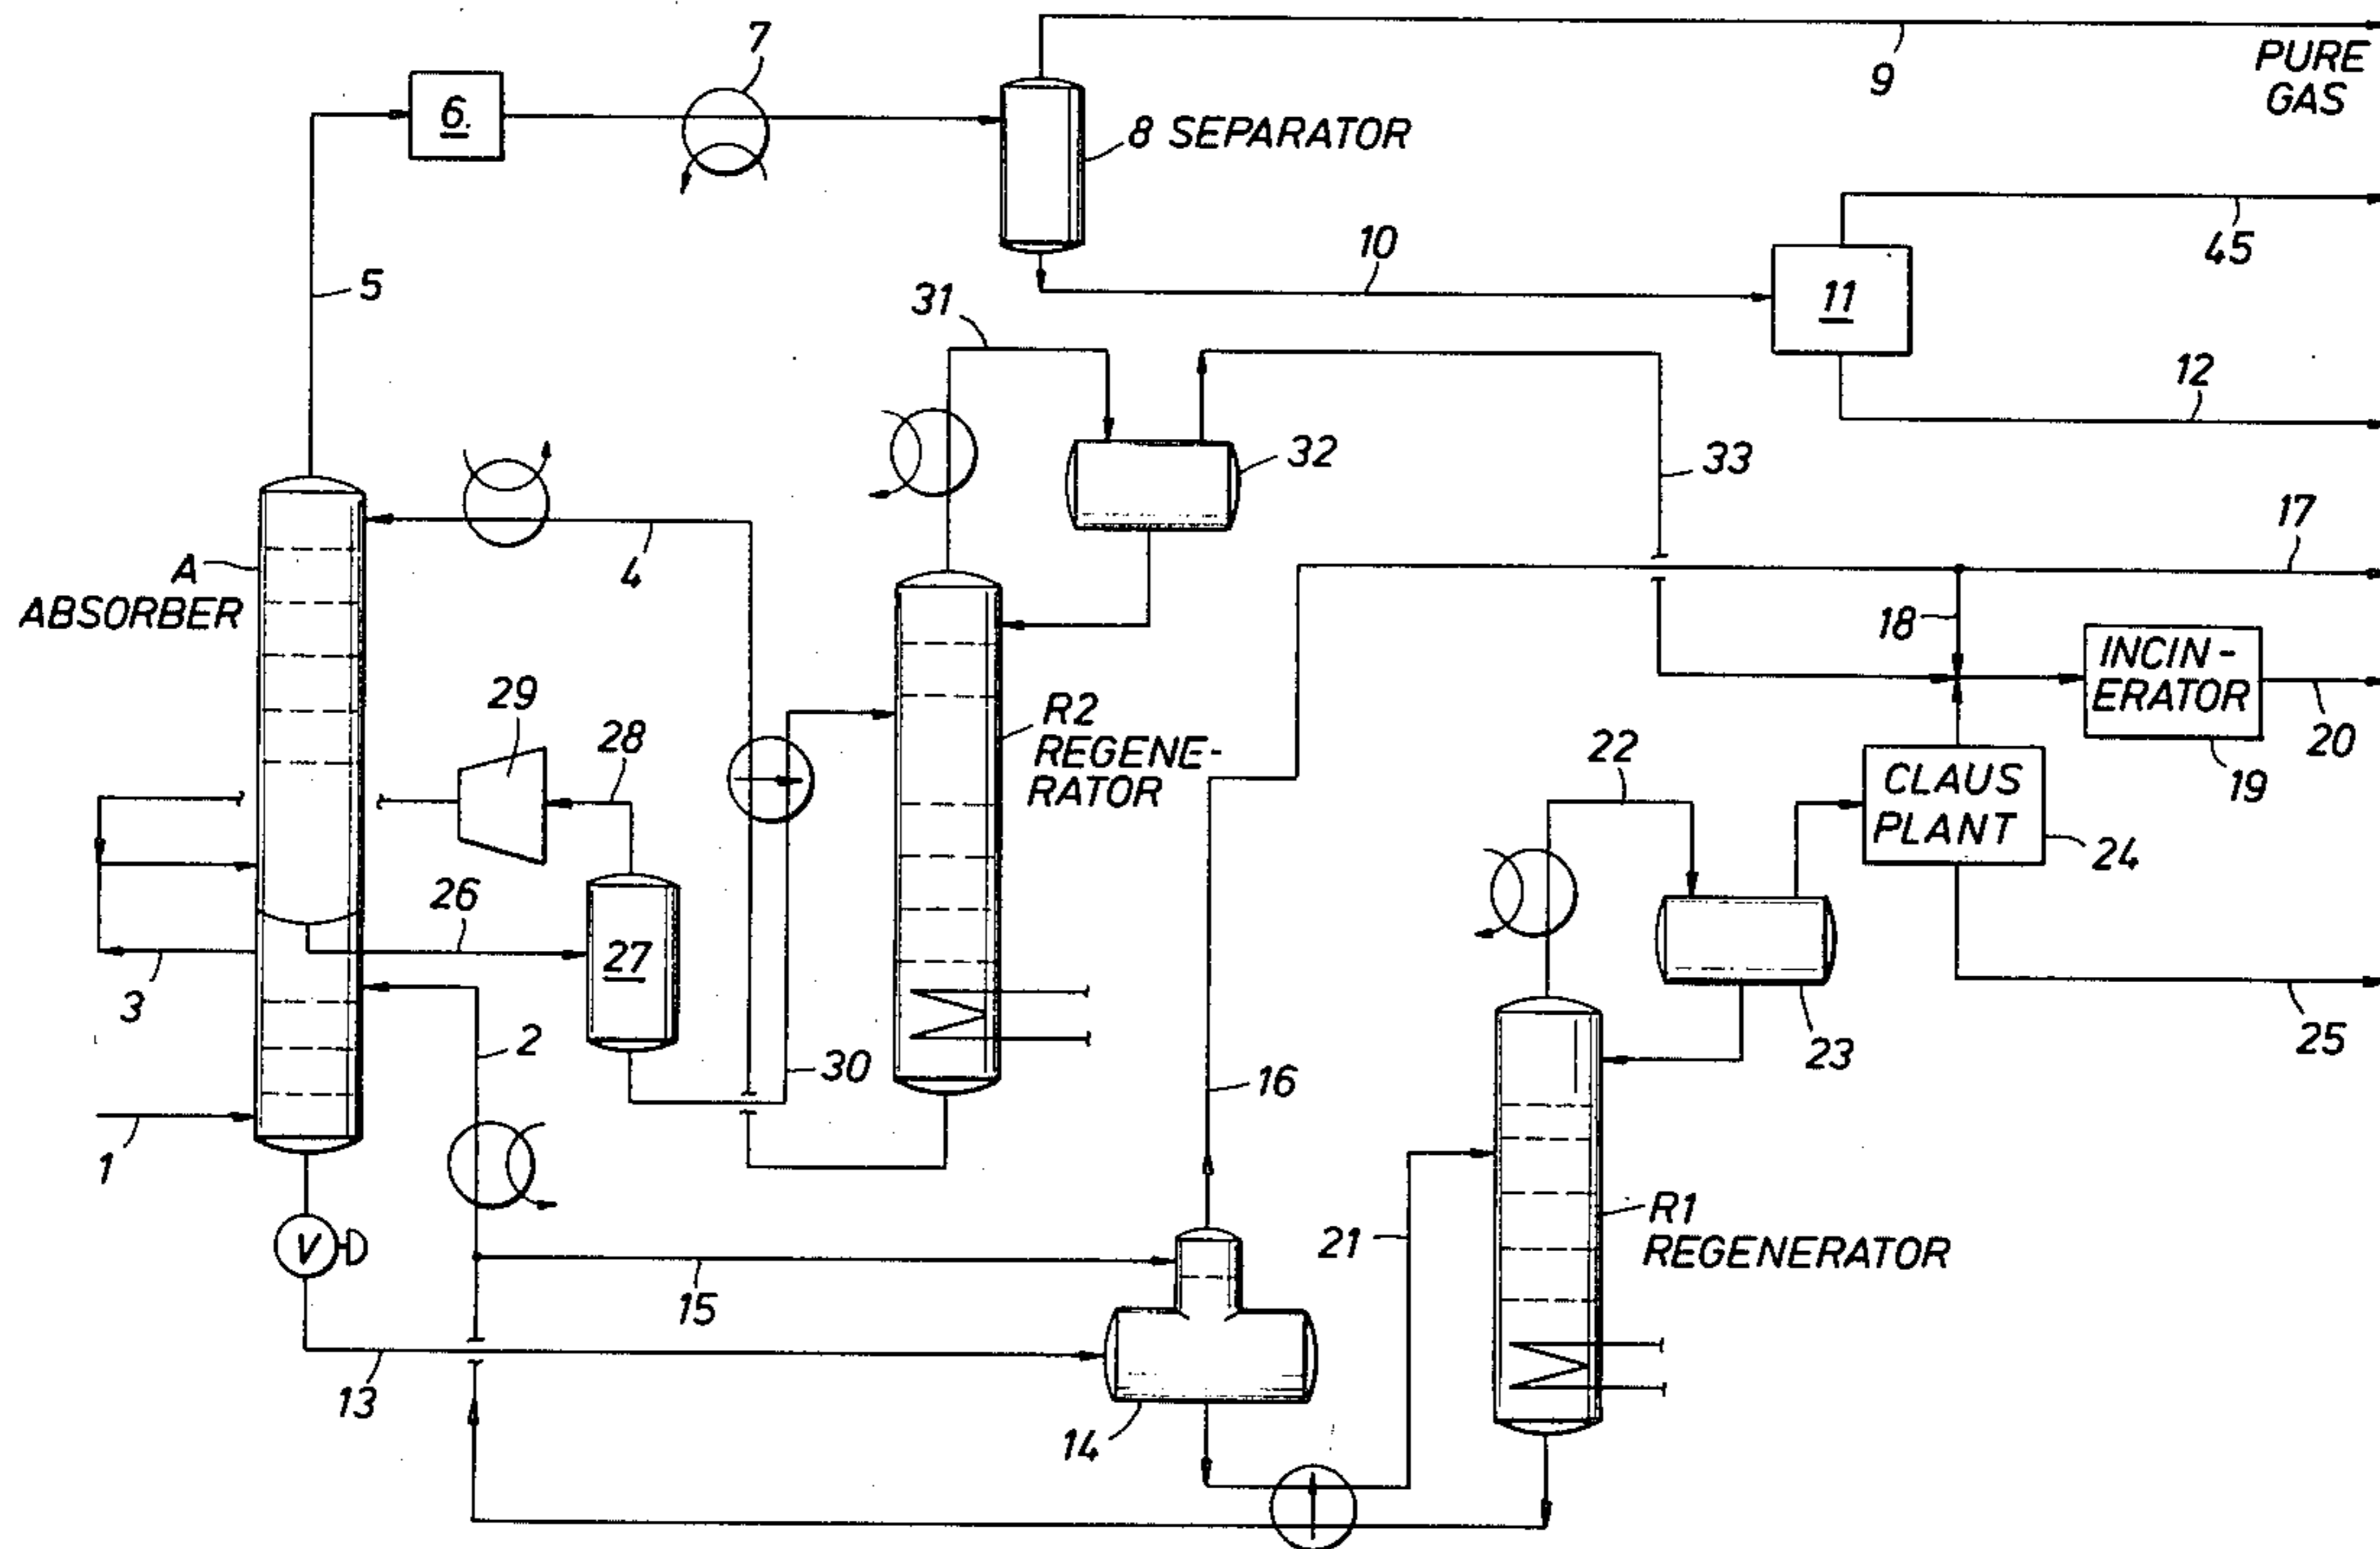 7
6.
8 SEPARATOR
9
PURE
GAS
10
45
11
5
31
12
32
33
17
A
ABSORBER
4
18
INCIN-
ERATOR
29
28
R2
REGENE-
RATOR
22
20
19
CLAUS
PLANT
24
26
27
3
2
23
25
30
16
1
R1
REGENERATOR
21
V
15
13
14